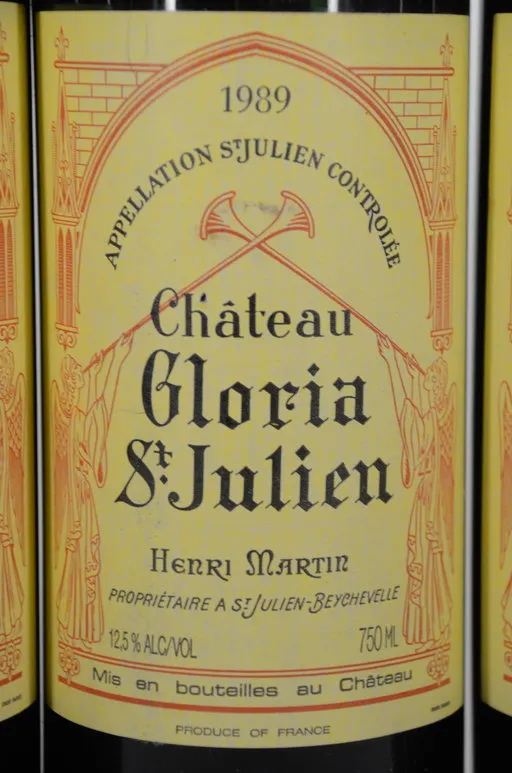 1989
APPELLATION ST JULIEN CONTROLÉE
Château
Gloria
St. Julien
HENRI MARTIN
PROPRIÉTAIRE A ST JULIEN-BEYCHEVELLE
12,5 % ALC/VOL
750 ML
Mis en bouteilles au Château
PRODUCE OF FRANCE